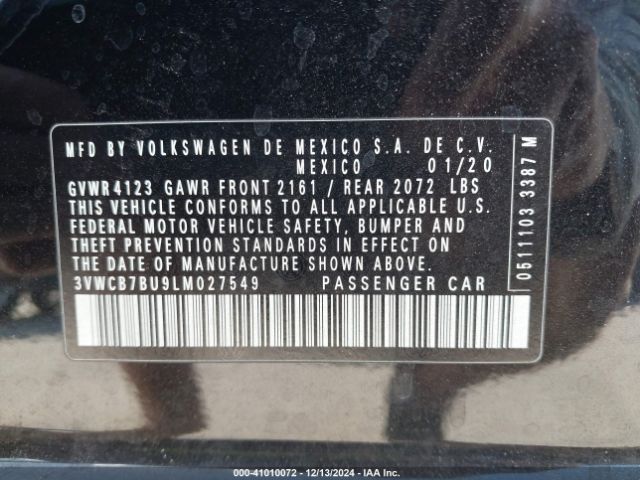 MFD BY VOLKSWAGEN DE MEXICO S.A. DE C.V.
MEXICO 01/20
GVWR 4123 GAWR FRONT 2161 / REAR 2072 LBS
THIS VEHICLE CONFORMS TO ALL APPLICABLE U.S.
FEDERAL MOTOR VEHICLE SAFETY, BUMPER AND
THEFT PREVENTION STANDARDS IN EFFECT ON
THE DATE OF MANUFACTURE SHOWN ABOVE.
3VWCB7BU9LM027549 PASSENGER CAR
0511103 3387 M
000-41010072 - 12/13/2024 - IAA Inc.